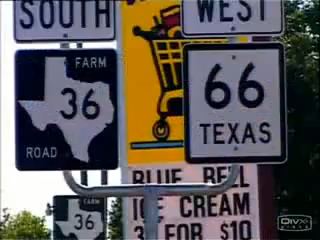 SOUTH
WEST
FARM
36
ROAD
66
TEXAS
BLUE BELL
ICE CREAM
3 FOR $10
FARM
36
DivX